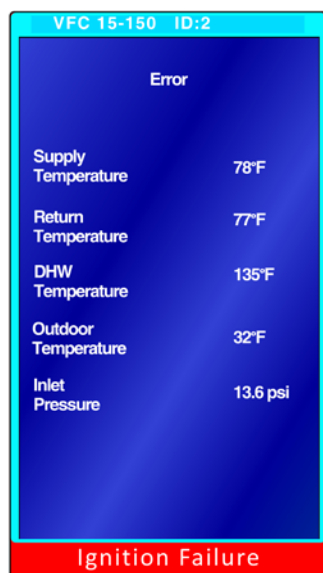 VFC 15-150 ID:2
Error
Supply
Temperature 78°F
Return
Temperature 77°F
DHW
Temperature 135°F
Outdoor
Temperature 32°F
Inlet
Pressure 13.6 psi
Ignition Failure